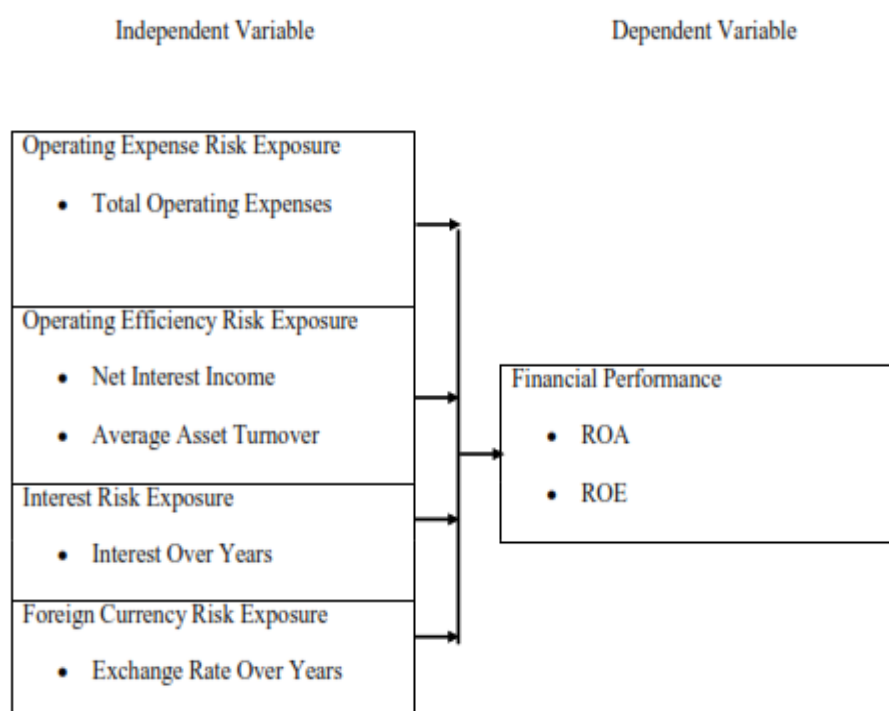 Independent Variable
Dependent Variable
Operating Expense Risk Exposure
• Total Operating Expenses
Operating Efficiency Risk Exposure
• Net Interest Income
• Average Asset Turnover
Interest Risk Exposure
• Interest Over Years
Foreign Currency Risk Exposure
• Exchange Rate Over Years
Financial Performance
• ROA
• ROE